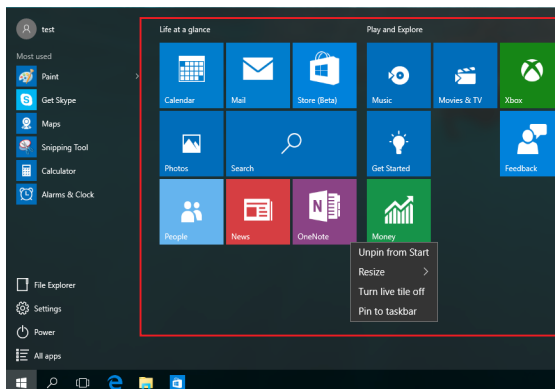 test
Most used
Paint
Get Skype
Maps
Snipping Tool
Calculator
Alarms & Clock
File Explorer
Settings
Power
All apps
Life at a glance
Play and Explore
Calendar
Mail
Store (Beta)
Music
Movies & TV
Xbox
Photos
Search
Get Started
Feedback
People
News
OneNote
Money
Unpin from Start
Resize
Turn live tile off
Pin to taskbar